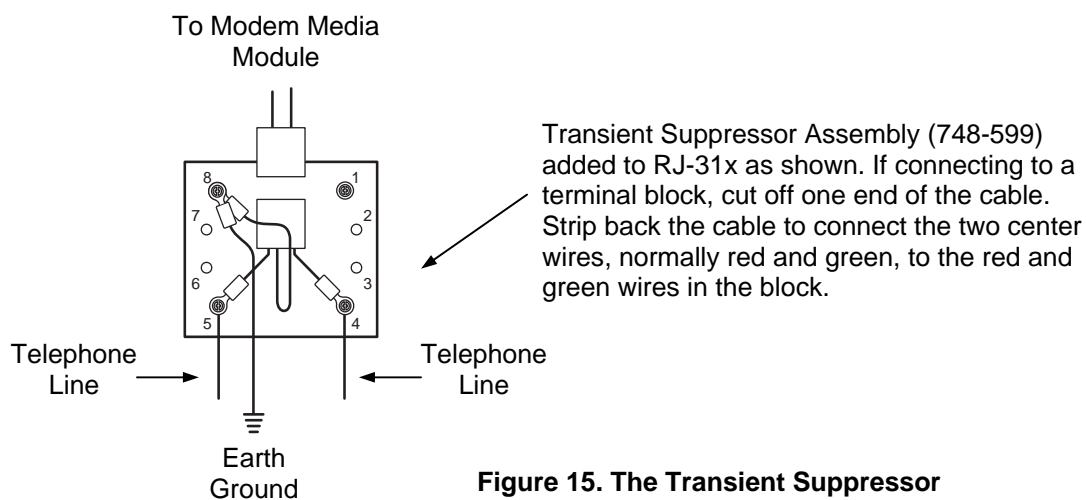 To Modem Media
Module
Transient Suppressor Assembly (748-599)
added to RJ-31x as shown. If connecting to a
terminal block, cut off one end of the cable.
Strip back the cable to connect the two center
wires, normally red and green, to the red and
green wires in the block.
8
1
7
2
6
3
5
4
Telephone
Line
Telephone
Line
Earth
Ground
Figure 15. The Transient Suppressor